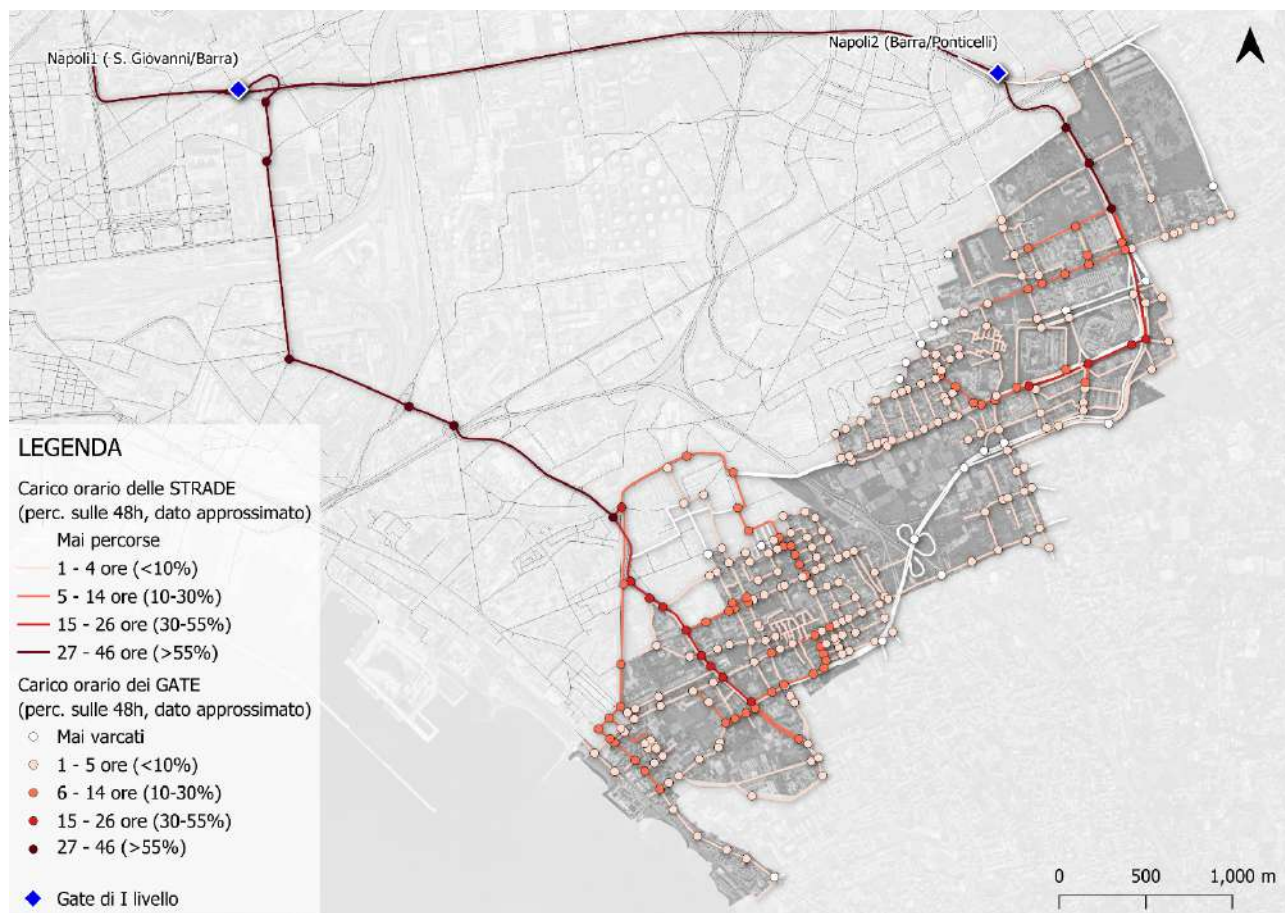 Napoli1 ( S. Giovanni/Barra)
Napoli2 (Barra/Ponticelli)
LEGENDA
Carico orario delle STRADE
(perc. sulle 48h, dato approssimato)
Mai percorse
1 - 4 ore (<10%)
5 - 14 ore (10-30%)
15 - 26 ore (30-55%)
27 - 46 ore (>55%)
Carico orario dei GATE
(perc. sulle 48h, dato approssimato)
Mai varcati
1 - 5 ore (<10%)
6 - 14 ore (10-30%)
15 - 26 ore (30-55%)
27 - 46 (>55%)
Gate di I livello
0 500 1,000 m